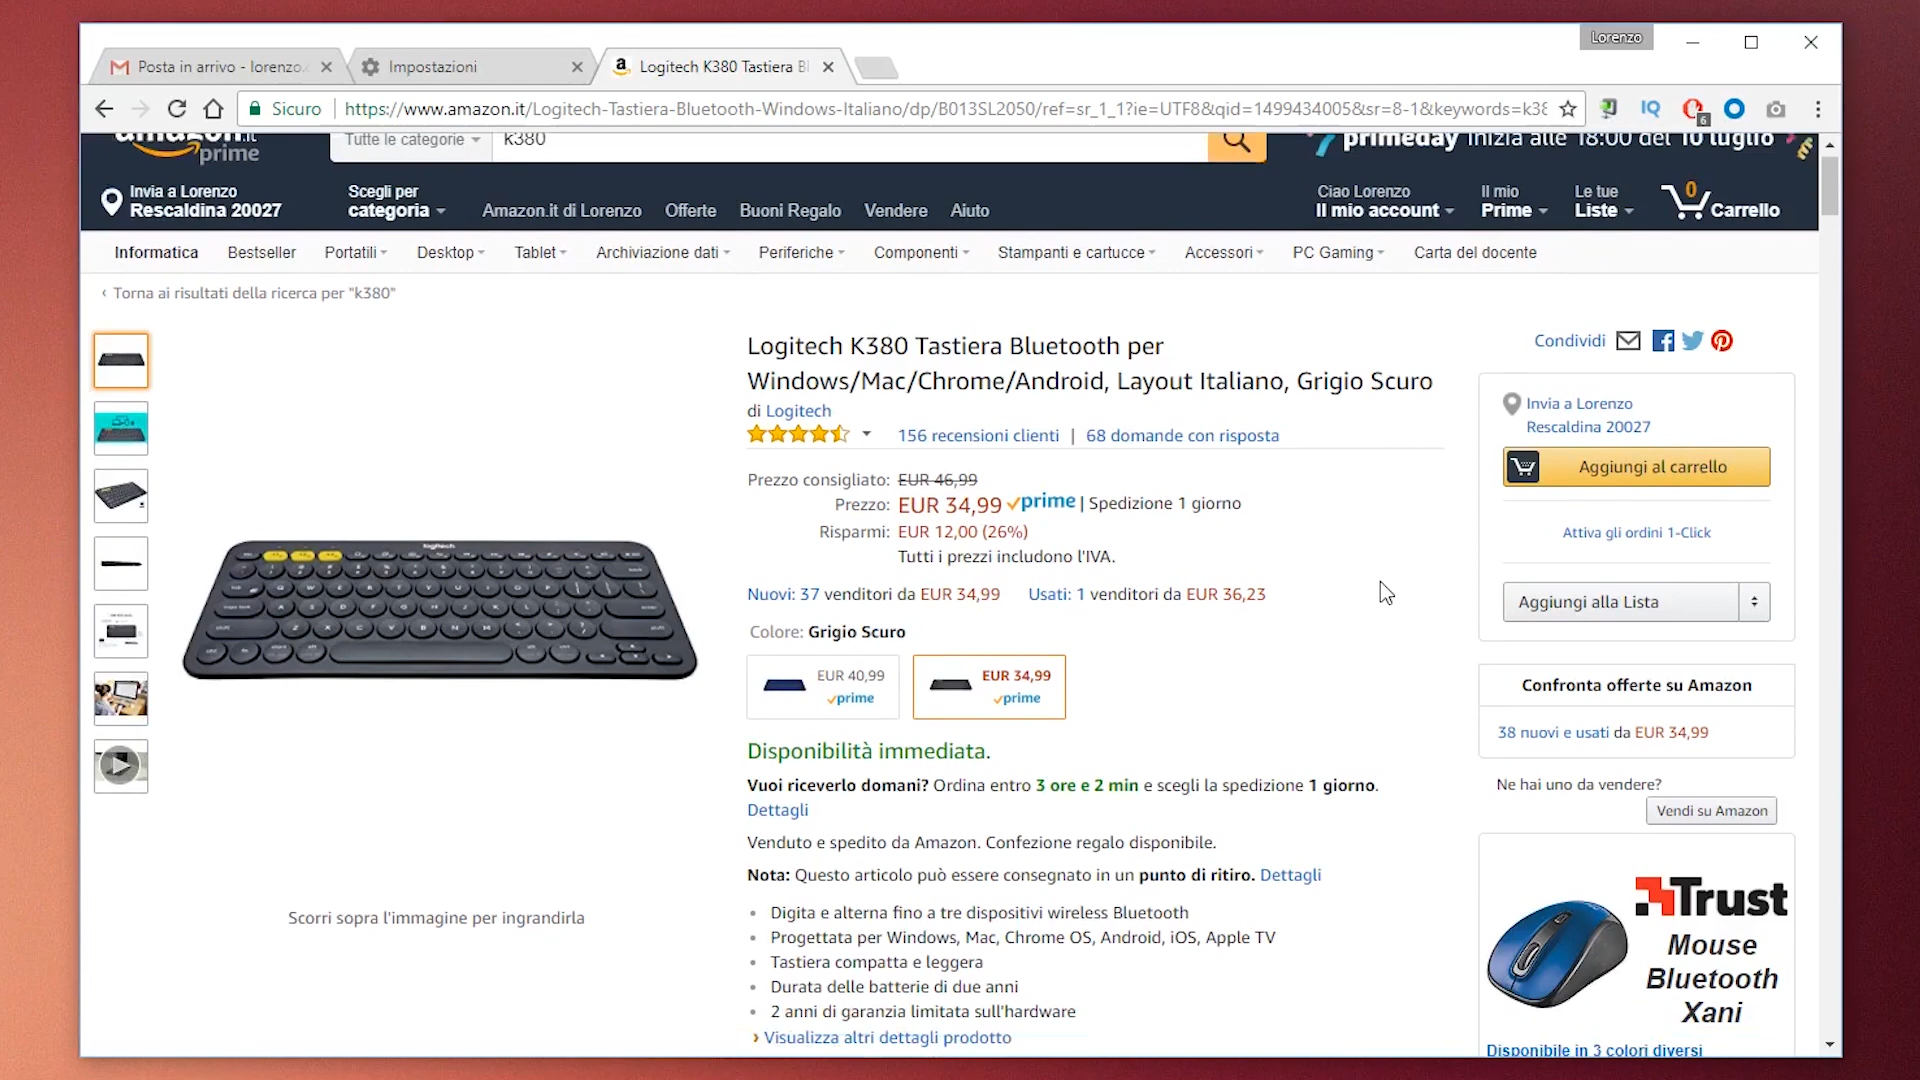 Lorenzo
Posta in arrivo - lorenzo.
Impostazioni
Logitech K380 Tastiera Bl
Sicuro
https://www.amazon.it/Logitech-Tastiera-Bluetooth-Windows-Italiano/dp/B013SL2050/ref=sr_1_1?ie=UTF8&qid=1499434005&sr=8-1&keywords=k38
6
amazon.it
prime
Tutte le categorie
k380
primeday Inizia alle 18:00 del 10 luglio
Invia a Lorenzo
Rescaldina 20027
Scegli per
categoria
Amazon.it di Lorenzo
Offerte
Buoni Regalo
Vendere
Aiuto
Ciao Lorenzo
Il mio account
Il mio
Prime
Le tue
Liste
0
Carrello
Informatica
Bestseller
Portatili
Desktop
Tablet
Archiviazione dati
Periferiche
Componenti
Stampanti e cartucce
Accessori
PC Gaming
Carta del docente
‹ Torna ai risultati della ricerca per "k380"
Logitech K380 Tastiera Bluetooth per
Windows/Mac/Chrome/Android, Layout Italiano, Grigio Scuro
di Logitech
156 recensioni clienti | 68 domande con risposta
Prezzo consigliato: EUR 46,99
Prezzo: EUR 34,99 prime | Spedizione 1 giorno
Risparmi: EUR 12,00 (26%)
Tutti i prezzi includono l'IVA.
Nuovi: 37 venditori da EUR 34,99
Usati: 1 venditori da EUR 36,23
Colore: Grigio Scuro
EUR 40,99
prime
EUR 34,99
prime
Disponibilità immediata.
Vuoi riceverlo domani? Ordina entro 3 ore e 2 min e scegli la spedizione 1 giorno.
Dettagli
Venduto e spedito da Amazon. Confezione regalo disponibile.
Nota: Questo articolo può essere consegnato in un punto di ritiro. Dettagli
• Digita e alterna fino a tre dispositivi wireless Bluetooth
• Progettata per Windows, Mac, Chrome OS, Android, iOS, Apple TV
• Tastiera compatta e leggera
• Durata delle batterie di due anni
• 2 anni di garanzia limitata sull'hardware
› Visualizza altri dettagli prodotto
logitech
Scorri sopra l'immagine per ingrandirla
Condividi
Invia a Lorenzo
Rescaldina 20027
Aggiungi al carrello
Attiva gli ordini 1-Click
Aggiungi alla Lista
Confronta offerte su Amazon
38 nuovi e usati da EUR 34,99
Ne hai uno da vendere?
Vendi su Amazon
Trust
Mouse
Bluetooth
Xani
Disponibile in 3 colori diversi